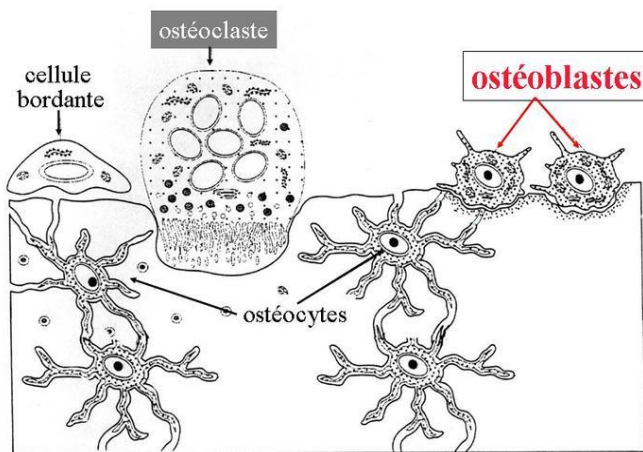 ostéoclaste
cellule
bordante
ostéoblastes
ostéocytes